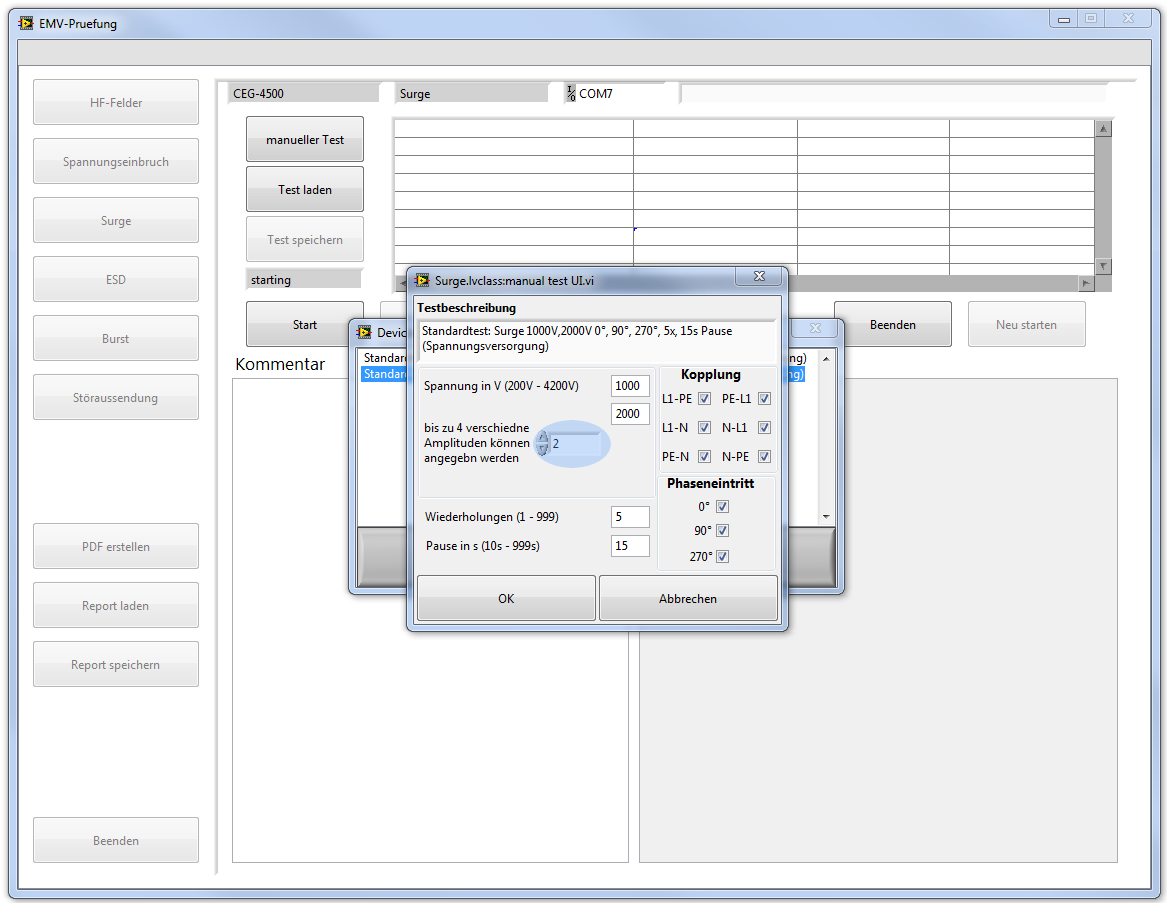 EMV-Pruefung
HF-Felder
Spannungseinbruch
Surge
ESD
Burst
Störaussendung
PDF erstellen
Report laden
Report speichern
Beenden
CEG-4500
Surge
I/O COM7
manueller Test
Test laden
Test speichern
starting
Start
Beenden
Neu starten
Kommentar
Devic
Standar
ng)
Standar
ng)
Surge.lvclass:manual test UI.vi
Testbeschreibung
Standardtest: Surge 1000V,2000V 0°, 90°, 270°, 5x, 15s Pause
(Spannungsversorgung)
Spannung in V (200V - 4200V)
1000
2000
bis zu 4 verschiedne
Amplituden können
angegebn werden
2
Wiederholungen (1 - 999)
5
Pause in s (10s - 999s)
15
Kopplung
L1-PE PE-L1
L1-N N-L1
PE-N N-PE
Phaseneintritt
0°
90°
270°
OK
Abbrechen